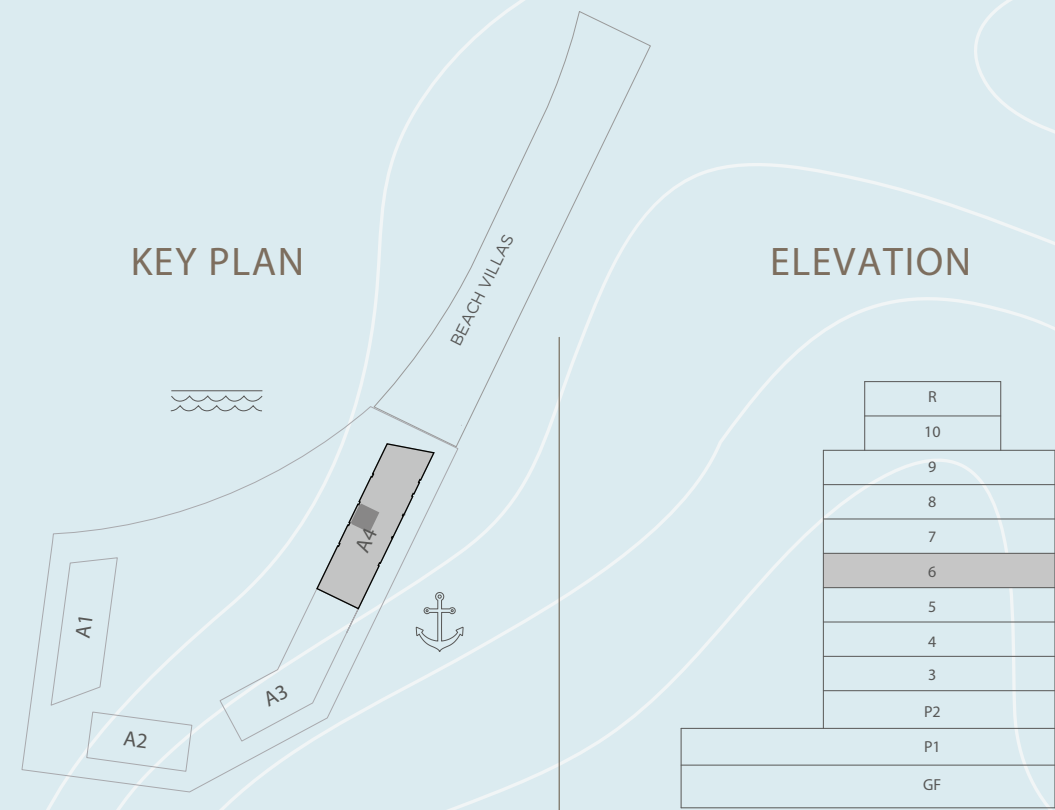 KEY PLAN
BEACH VILLAS
A4
A1
A3
A2
ELEVATION
R
10
9
8
7
6
5
4
3
P2
P1
GF